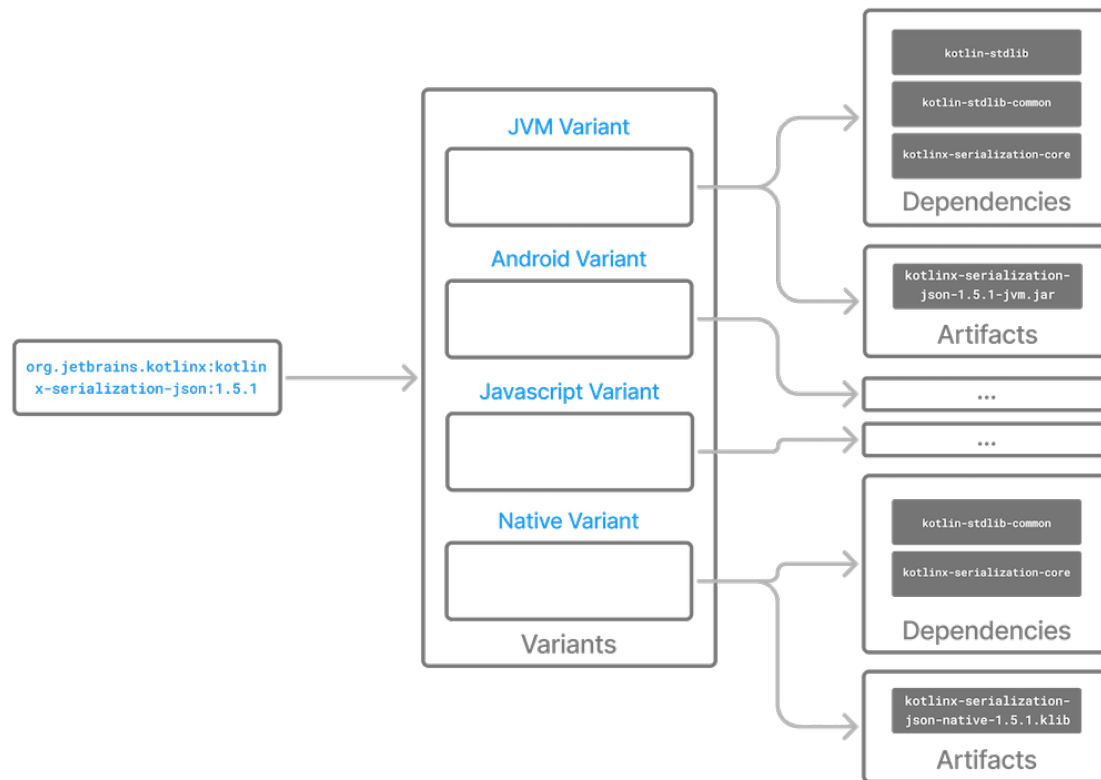 org.jetbrains.kotlinx:kotlin
x-serialization-json:1.5.1
JVM Variant
Android Variant
Javascript Variant
Native Variant
Variants
kotlin-stdlib
kotlin-stdlib-common
kotlinx-serialization-core
Dependencies
kotlinx-serialization-
json-1.5.1-jvm.jar
Artifacts
...
...
kotlin-stdlib-common
kotlinx-serialization-core
Dependencies
kotlinx-serialization-
json-native-1.5.1.klib
Artifacts